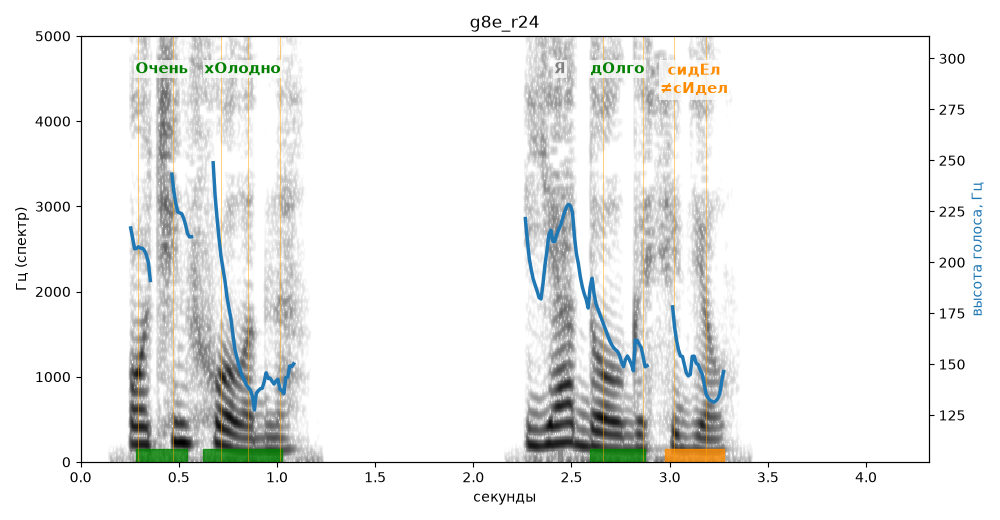 g8e_r24
5000
4000
3000
2000
1000
0
Гц (спектр)
Очень
хОлодно
Я
дОлго
сидЕл
≠сИдел
300
275
250
225
200
175
150
125
высота голоса, Гц
0.0 0.5 1.0 1.5 2.0 2.5 3.0 3.5 4.0
секунды